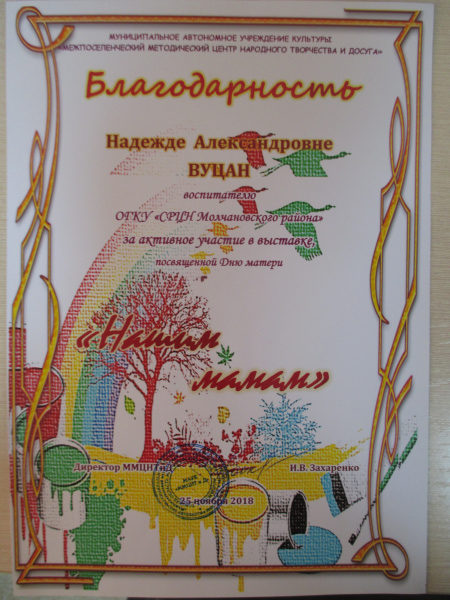 МУНИЦИПАЛЬНОЕ АВТОНОМНОЕ УЧРЕЖДЕНИЕ КУЛЬТУРЫ
«МЕЖПОСЕЛЕНЧЕСКИЙ МЕТОДИЧЕСКИЙ ЦЕНТР НАРОДНОГО ТВОРЧЕСТВА И ДОСУГА»
Благодарность
Надежде Александровне
ВУЦАН
воспитателю
ОГКУ «СРЦН Молчановского района»
за активное участие в выставке,
посвященной Дню матери
«Нашим
мамам»
Директор ММЦНТиД И.В. Захаренко
25 ноября 2018